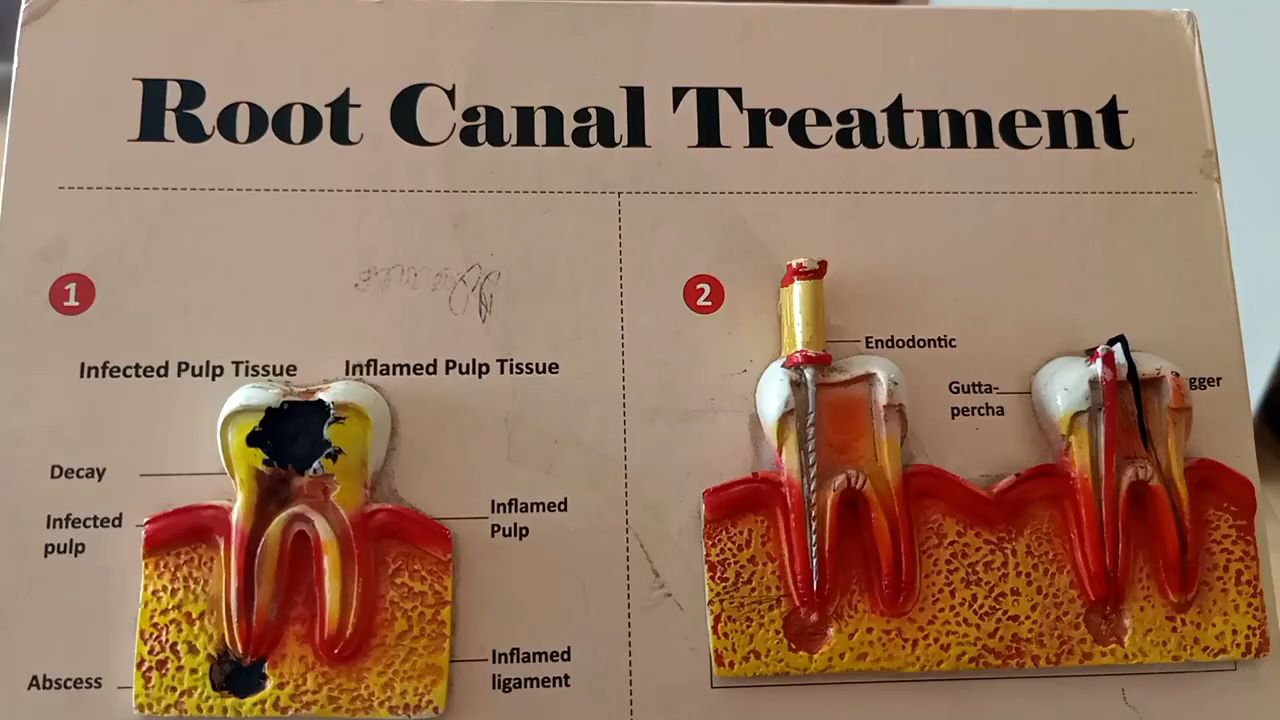 Root Canal Treatment
1
Infected Pulp Tissue
Inflamed Pulp Tissue
Decay
Infected
pulp
Abscess
Inflamed
Pulp
Inflamed
ligament
2
Endodontic
Gutta-
percha
gger